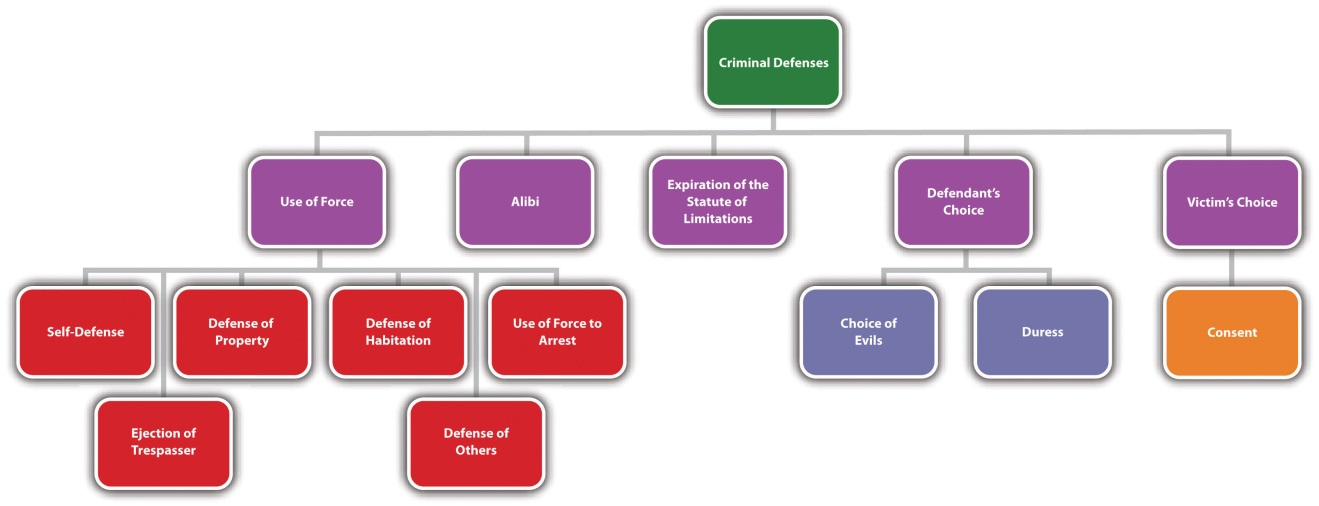 Criminal Defenses
Use of Force
Alibi
Expiration of the
Statute of
Limitations
Defendant's
Choice
Victim's Choice
Self-Defense
Defense of
Property
Defense of
Habitation
Use of Force to
Arrest
Choice of
Evils
Duress
Consent
Ejection of
Trespasser
Defense of
Others